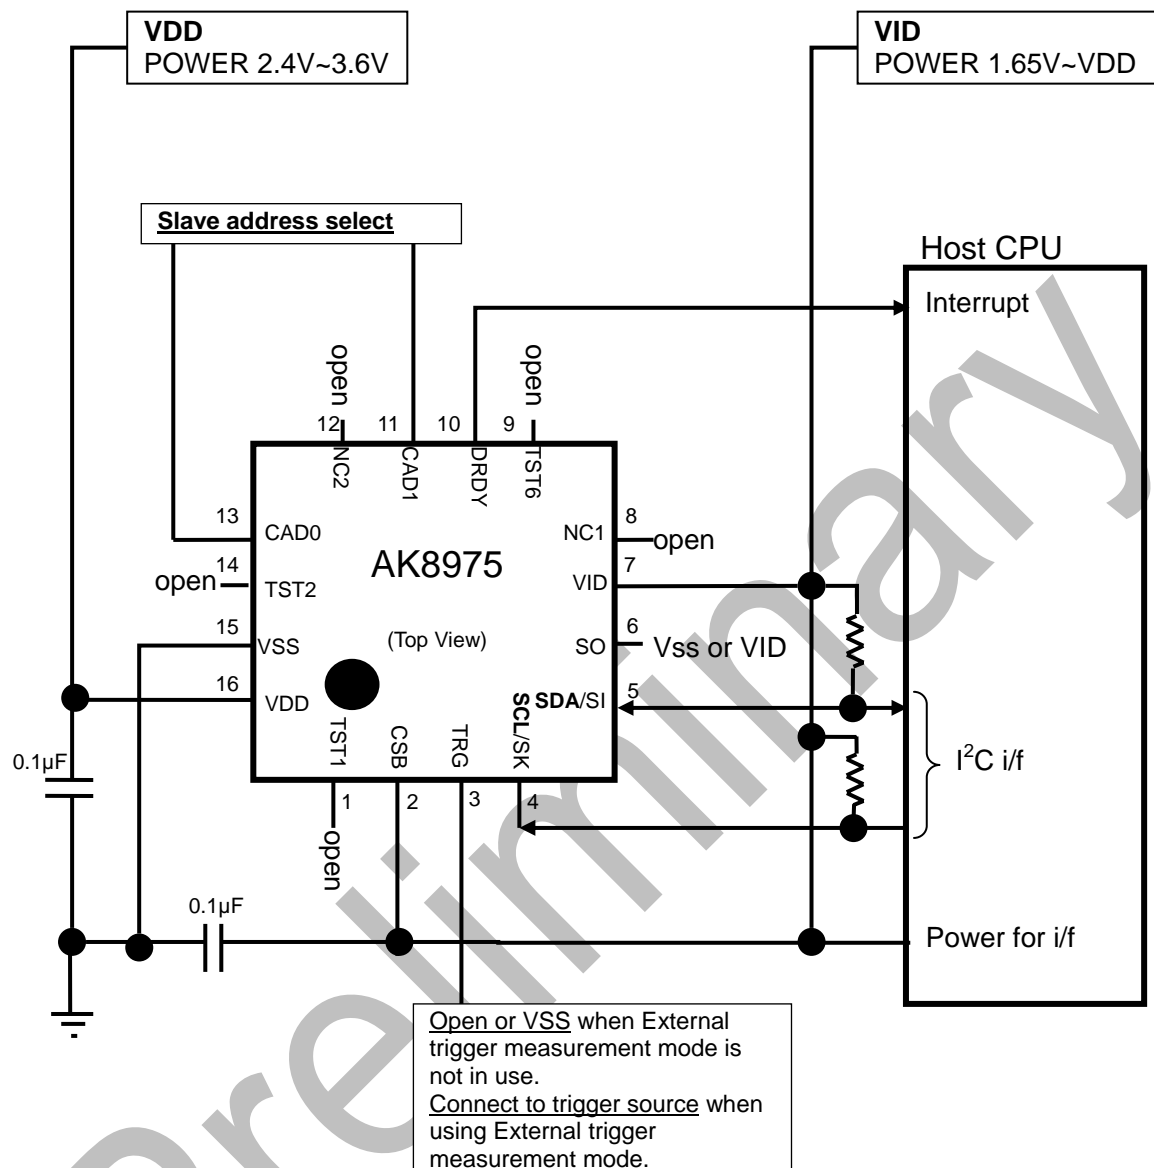 VDD
POWER 2.4V~3.6V
VID
POWER 1.65V~VDD
Slave address select
Host CPU
Interrupt
open
open
12
11
10
9
NC2
CAD1
DRDY
TST6
13
CAD0
8
NC1
open
AK8975
open
14
TST2
7
VID
15
VSS
(Top View)
6
SO
Vss or VID
16
VDD
5
SDA/SI
TST1
CSB
TRG
SCL/SK
0.1µF
I²C i/f
1
2
3
4
open
0.1µF
Power for i/f
Open or VSS when External
trigger measurement mode is
not in use.
Connect to trigger source when
using External trigger
measurement mode.
Preliminary